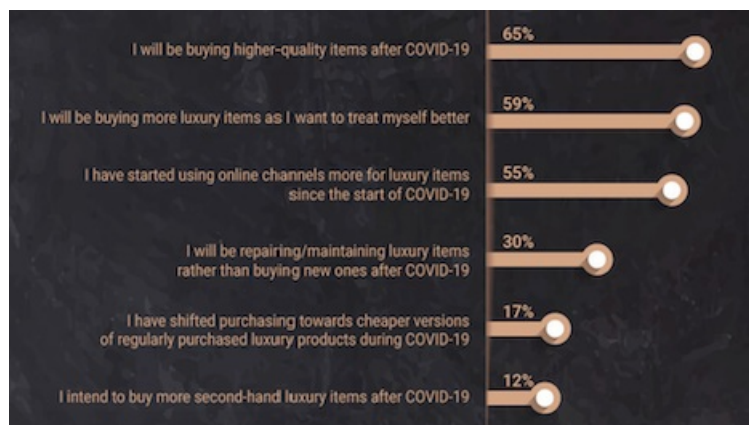 65%
I will be buying higher-quality items after COVID-19
59%
I will be buying more luxury items as I want to treat myself better
55%
I have started using online channels more for luxury items
since the start of COVID-19
30%
I will be repairing/maintaining luxury items
rather than buyiing new ones after COVID-19
17%
I have shifted purchasing towards cheaper versions
of regularly purchased luxury products during COVID-19
12%
I intend to buy more second-hand luxury items after COVID-19